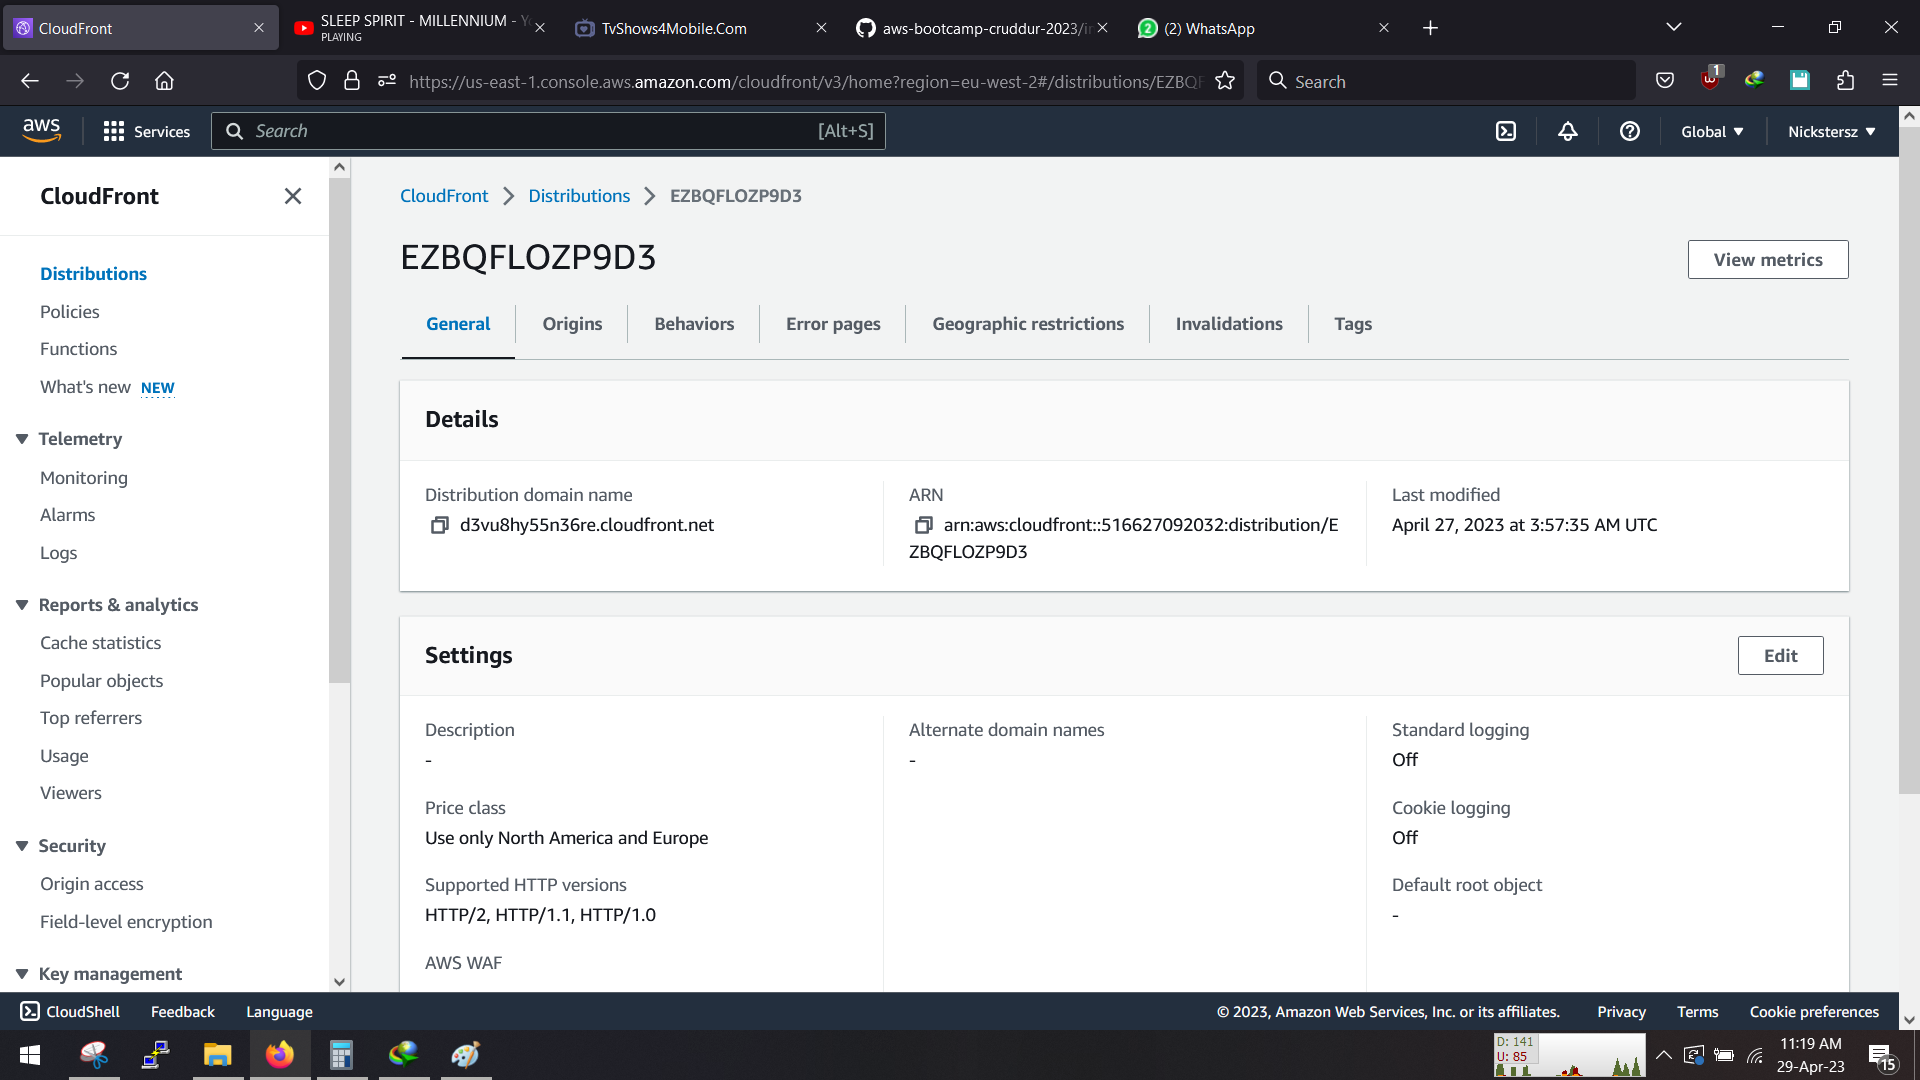 CloudFront
SLEEP SPIRIT - MILLENNIUM - Yo
PLAYING
TvShows4Mobile.Com
aws-bootcamp-cruddur-2023/in
(2) WhatsApp
https://us-east-1.console.aws.amazon.com/cloudfront/v3/home?region=eu-west-2#/distributions/EZBQF
Search
1
aws
Services
Search
[Alt+S]
Global
Nickstersz
CloudFront
Distributions
Policies
Functions
What's new NEW
Telemetry
Monitoring
Alarms
Logs
Reports & analytics
Cache statistics
Popular objects
Top referrers
Usage
Viewers
Security
Origin access
Field-level encryption
Key management
CloudFront > Distributions > EZBQFLOZP9D3
EZBQFLOZP9D3
View metrics
General
Origins
Behaviors
Error pages
Geographic restrictions
Invalidations
Tags
Details
Distribution domain name
d3vu8hy55n36re.cloudfront.net
ARN
arn:aws:cloudfront::516627092032:distribution/E
ZBQFLOZP9D3
Last modified
April 27, 2023 at 3:57:35 AM UTC
Settings
Edit
Description
-
Price class
Use only North America and Europe
Supported HTTP versions
HTTP/2, HTTP/1.1, HTTP/1.0
AWS WAF
Alternate domain names
-
Standard logging
Off
Cookie logging
Off
Default root object
-
CloudShell
Feedback
Language
© 2023, Amazon Web Services, Inc. or its affiliates.
Privacy
Terms
Cookie preferences
D: 141
U: 85
11:19 AM
29-Apr-23
15